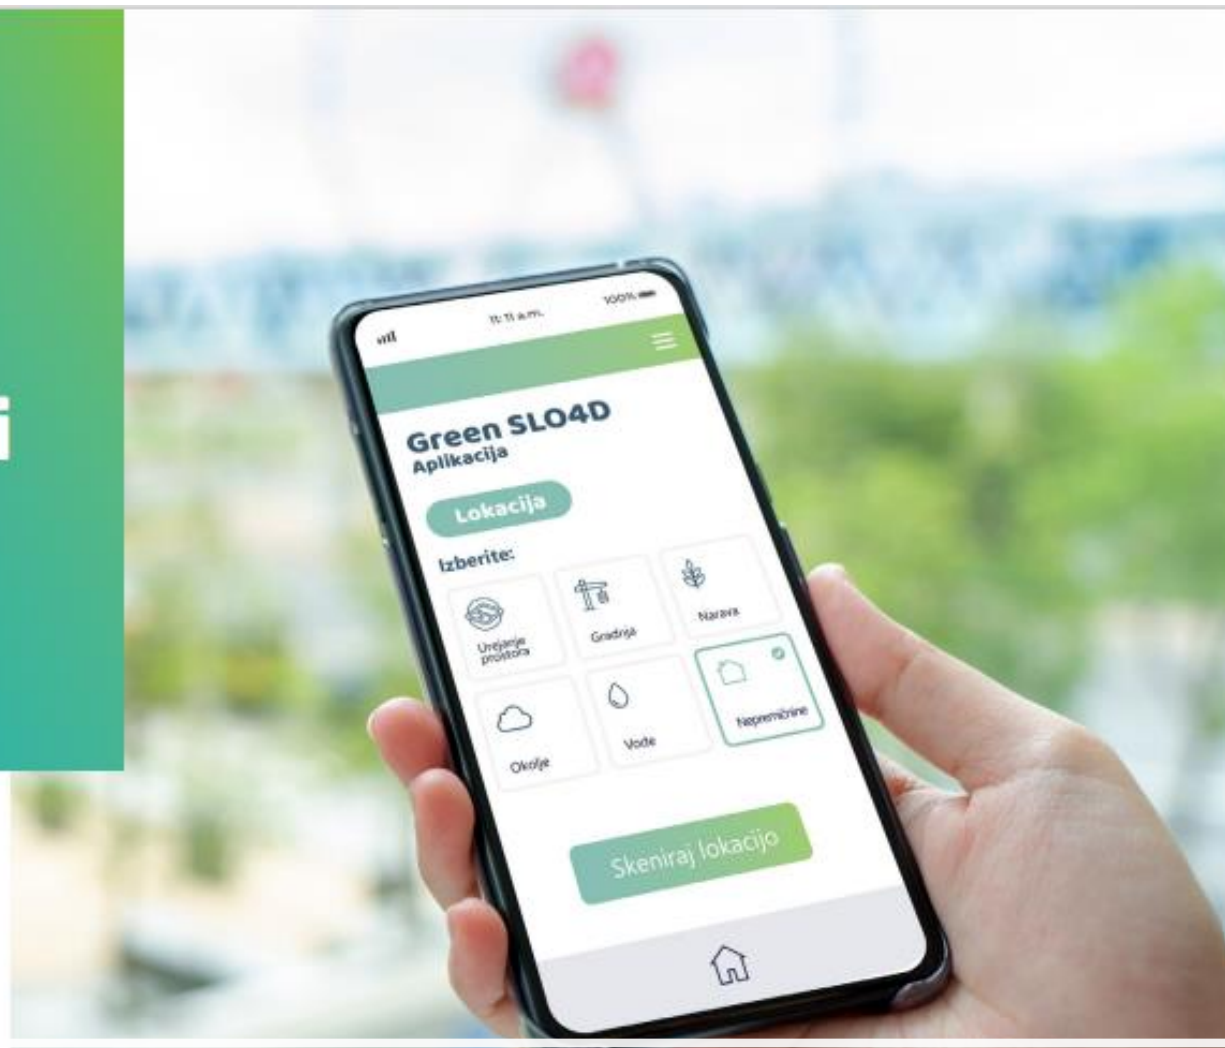 i
11:11 a.m.
100%
Green SLO4D
Aplikacija
Lokacija
Izberite:
Urejanje
prostora
Gradnja
Narava
Okolje
Vode
Nepremičnine
Skeniraj lokacijo